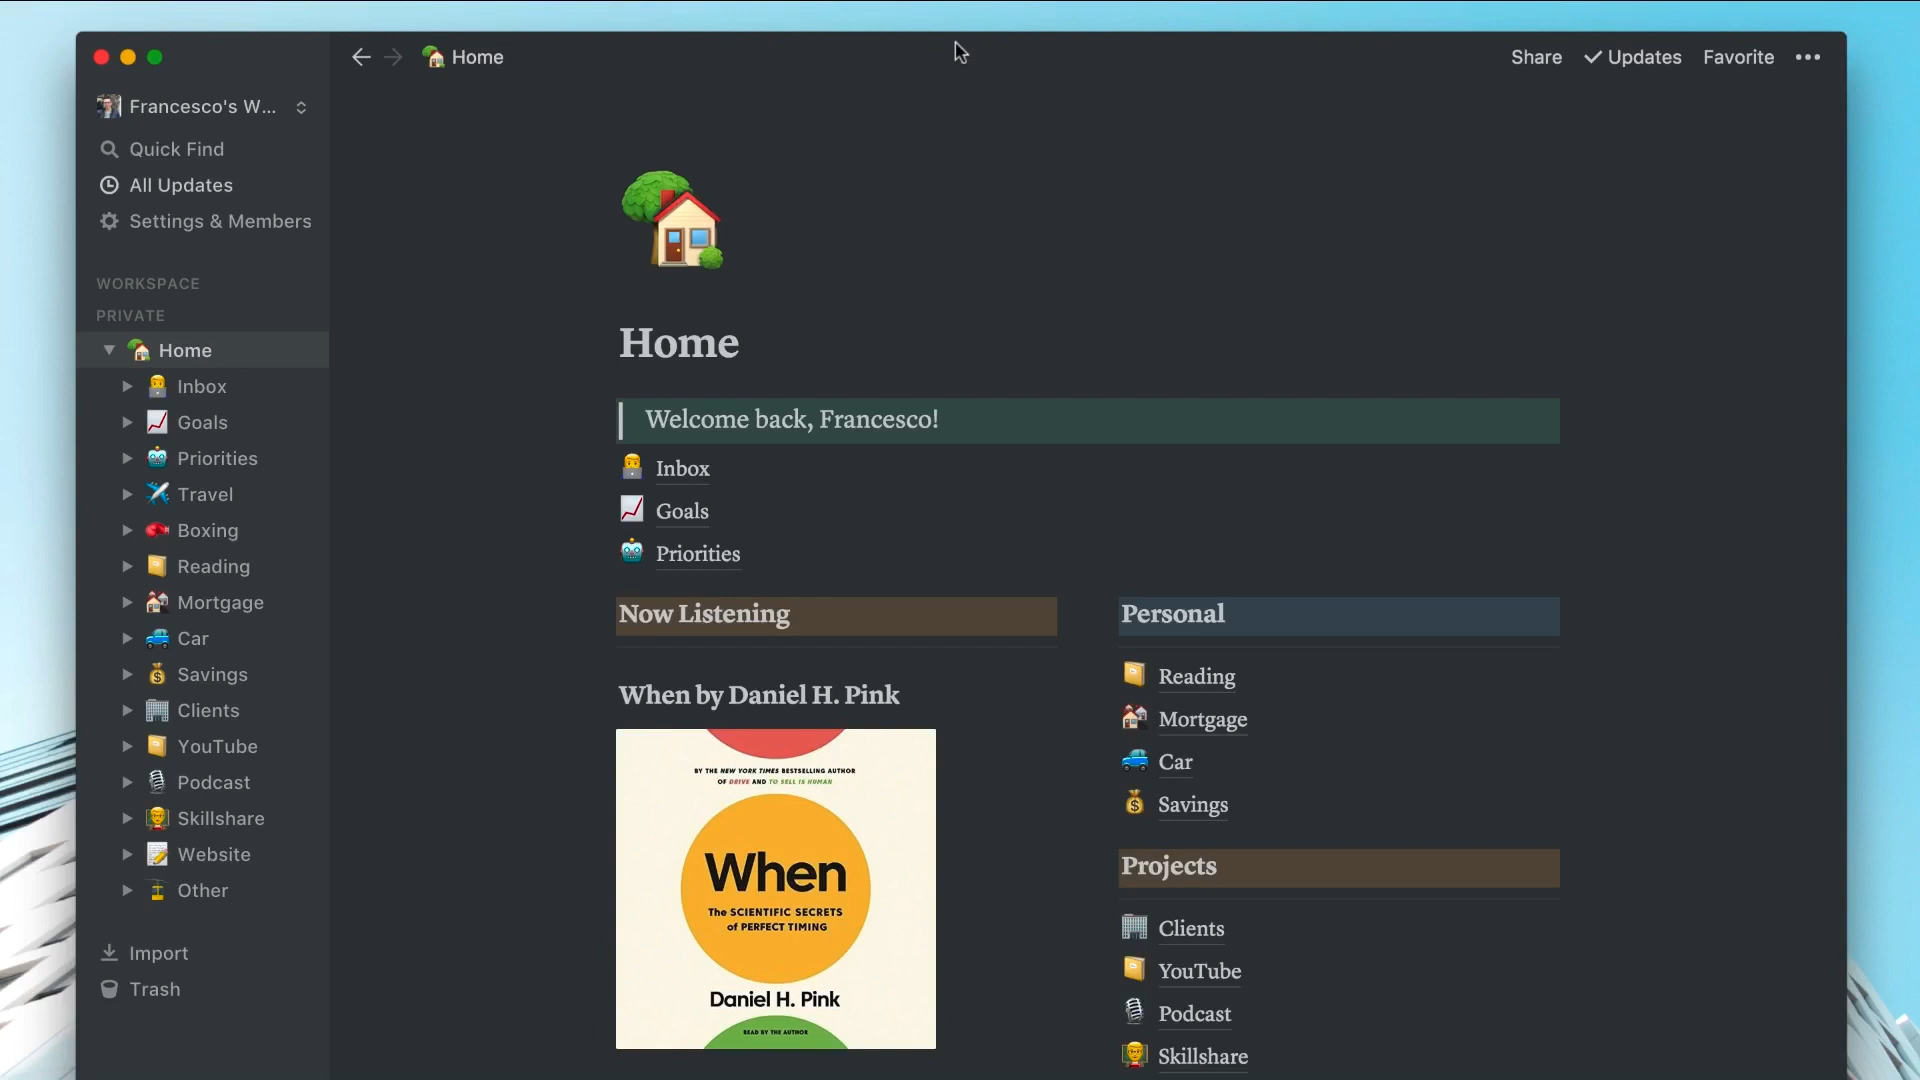 Home
Share
Updates
Favorite
Francesco's W...
Quick Find
All Updates
Settings & Members
WORKSPACE
PRIVATE
Home
Inbox
Goals
Priorities
Travel
Boxing
Reading
Mortgage
Car
Savings
Clients
YouTube
Podcast
Skillshare
Website
Other
Import
Trash
Home
Welcome back, Francesco!
Inbox
Goals
Priorities
Now Listening
When by Daniel H. Pink
BY THE NEW YORK TIMES BESTSELLING AUTHOR
OF DRIVE AND TO SELL IS HUMAN
When
The SCIENTIFIC SECRETS
of PERFECT TIMING
Daniel H. Pink
READ BY THE AUTHOR
Personal
Reading
Mortgage
Car
Savings
Projects
Clients
YouTube
Podcast
Skillshare